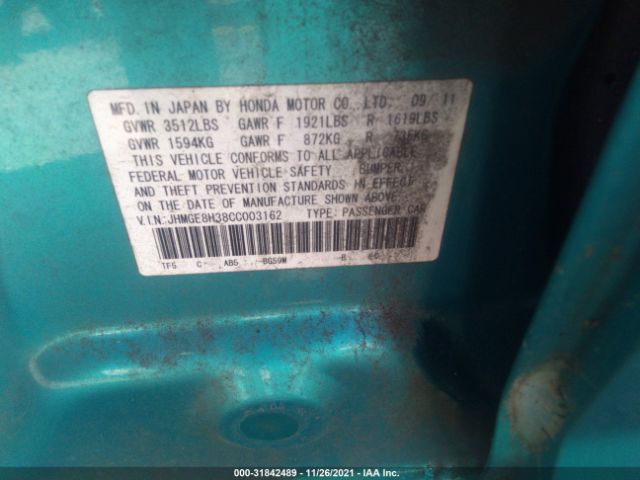 MFD. IN JAPAN BY HONDA MOTOR CO., LTD. 09/11
GVWR 3512LBS GAWR F 1921LBS R 1619LBS
GVWR 1594KG GAWR F 872KG R 735KG
THIS VEHICLE CONFORMS TO ALL APPLICABLE
FEDERAL MOTOR VEHICLE SAFETY BUMPER,
AND THEFT PREVENTION STANDARDS IN EFFECT
ON THE DATE OF MANUFACTURE SHOWN ABOVE.
V.I.N.:JHMGE8H38CC003162 TYPE: PASSENGER CAR
TF5 C- AB5 -BG59M -B
000-31842489 - 11/26/2021 - IAA Inc.